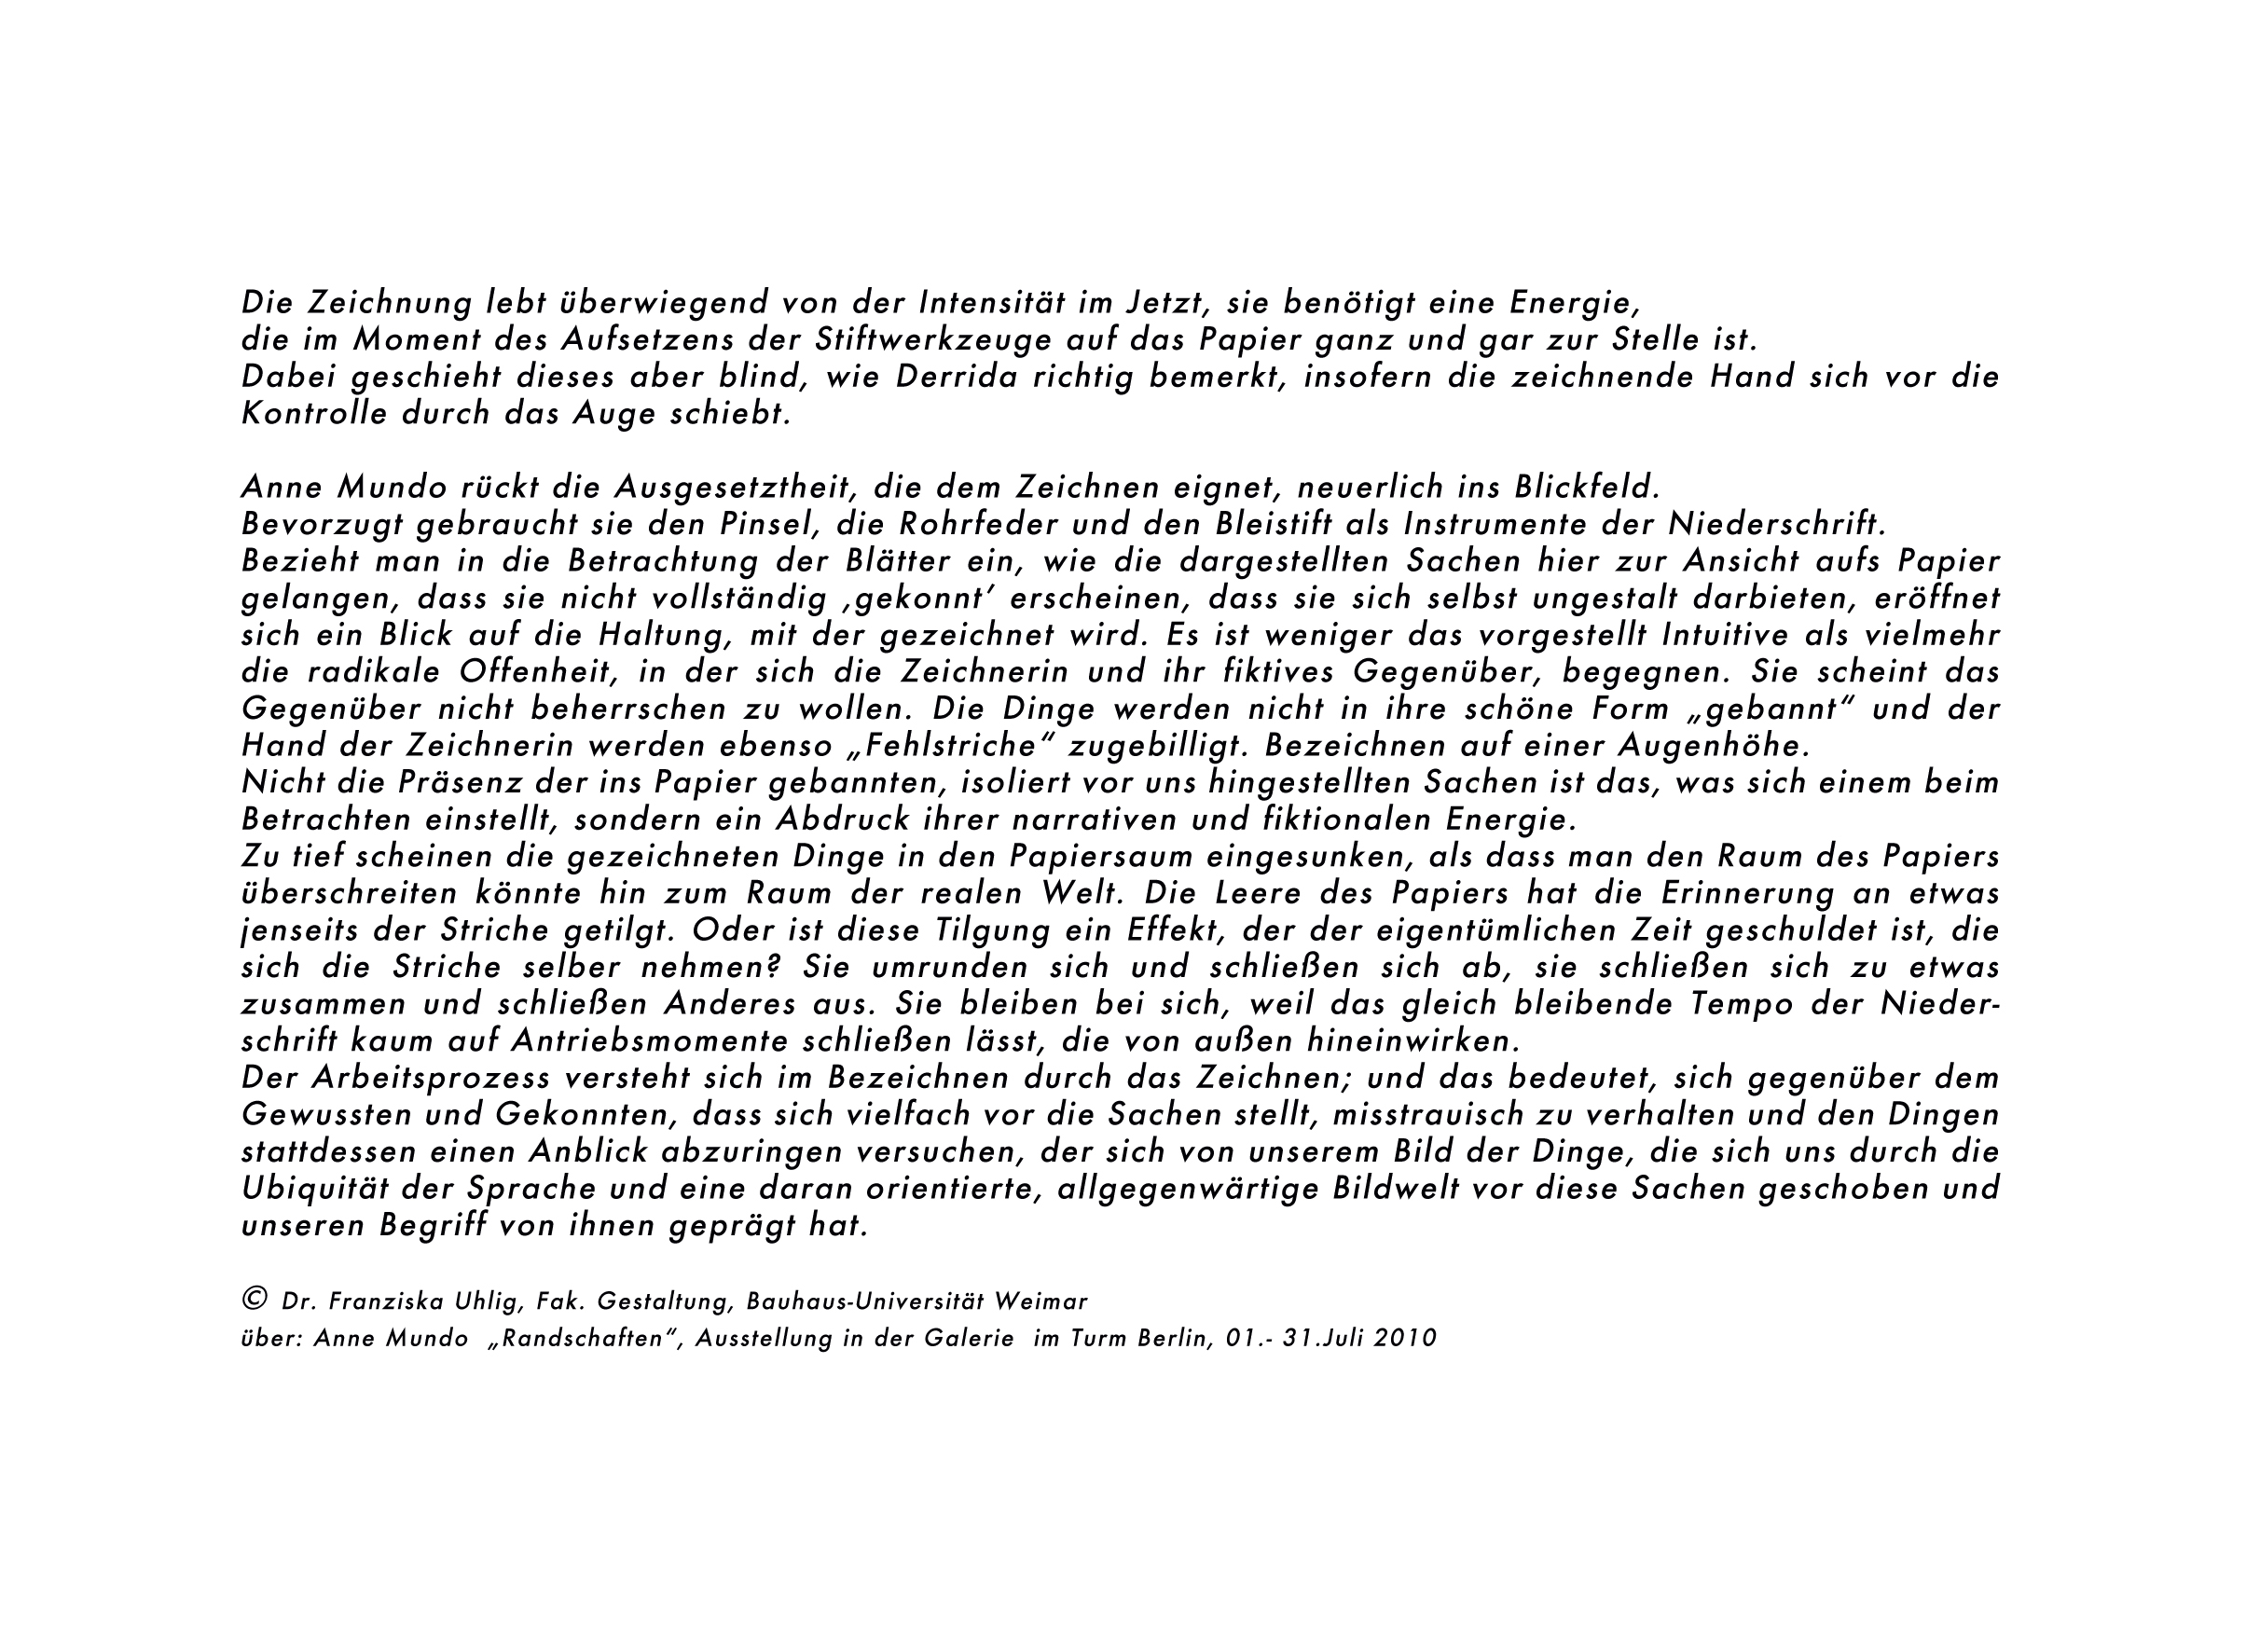 Die Zeichnung lebt überwiegend von der Intensität im Jetzt, sie benötigt eine Energie,
die im Moment des Aufsetzens der Stiftwerkzeuge auf das Papier ganz und gar zur Stelle ist.
Dabei geschieht dieses aber blind, wie Derrida richtig bemerkt, insofern die zeichnende Hand sich vor die
Kontrolle durch das Auge schiebt.

Anne Mundo rückt die Ausgesetztheit, die dem Zeichnen eignet, neuerlich ins Blickfeld.
Bevorzugt gebraucht sie den Pinsel, die Rohrfeder und den Bleistift als Instrumente der Niederschrift.
Bezieht man in die Betrachtung der Blätter ein, wie die dargestellten Sachen hier zur Ansicht aufs Papier
gelangen, dass sie nicht vollständig ‚gekonnt’ erscheinen, dass sie sich selbst ungestalt darbieten, eröffnet
sich ein Blick auf die Haltung, mit der gezeichnet wird. Es ist weniger das vorgestellt Intuitive als vielmehr
die radikale Offenheit, in der sich die Zeichnerin und ihr fiktives Gegenüber, begegnen. Sie scheint das
Gegenüber nicht beherrschen zu wollen. Die Dinge werden nicht in ihre schöne Form „gebannt“ und der
Hand der Zeichnerin werden ebenso „Fehlstriche“ zugebilligt. Bezeichnen auf einer Augenhöhe.
Nicht die Präsenz der ins Papier gebannten, isoliert vor uns hingestellten Sachen ist das, was sich einem beim
Betrachten einstellt, sondern ein Abdruck ihrer narrativen und fiktionalen Energie.
Zu tief scheinen die gezeichneten Dinge in den Papiersaum eingesunken, als dass man den Raum des Papiers
überschreiten könnte hin zum Raum der realen Welt. Die Leere des Papiers hat die Erinnerung an etwas
jenseits der Striche getilgt. Oder ist diese Tilgung ein Effekt, der der eigentümlichen Zeit geschuldet ist, die
sich die Striche selber nehmen? Sie umrunden sich und schließen sich ab, sie schließen sich zu etwas
zusammen und schließen Anderes aus. Sie bleiben bei sich, weil das gleich bleibende Tempo der Nieder-
schrift kaum auf Antriebsmomente schließen lässt, die von außen hineinwirken.
Der Arbeitsprozess versteht sich im Bezeichnen durch das Zeichnen; und das bedeutet, sich gegenüber dem
Gewussten und Gekonnten, dass sich vielfach vor die Sachen stellt, misstrauisch zu verhalten und den Dingen
stattdessen einen Anblick abzuringen versuchen, der sich von unserem Bild der Dinge, die sich uns durch die
Ubiquität der Sprache und eine daran orientierte, allgegenwärtige Bildwelt vor diese Sachen geschoben und
unseren Begriff von ihnen geprägt hat.

© Dr. Franziska Uhlig, Fak. Gestaltung, Bauhaus-Universität Weimar
über: Anne Mundo „Randschaften“, Ausstellung in der Galerie im Turm Berlin, 01.- 31.Juli 2010